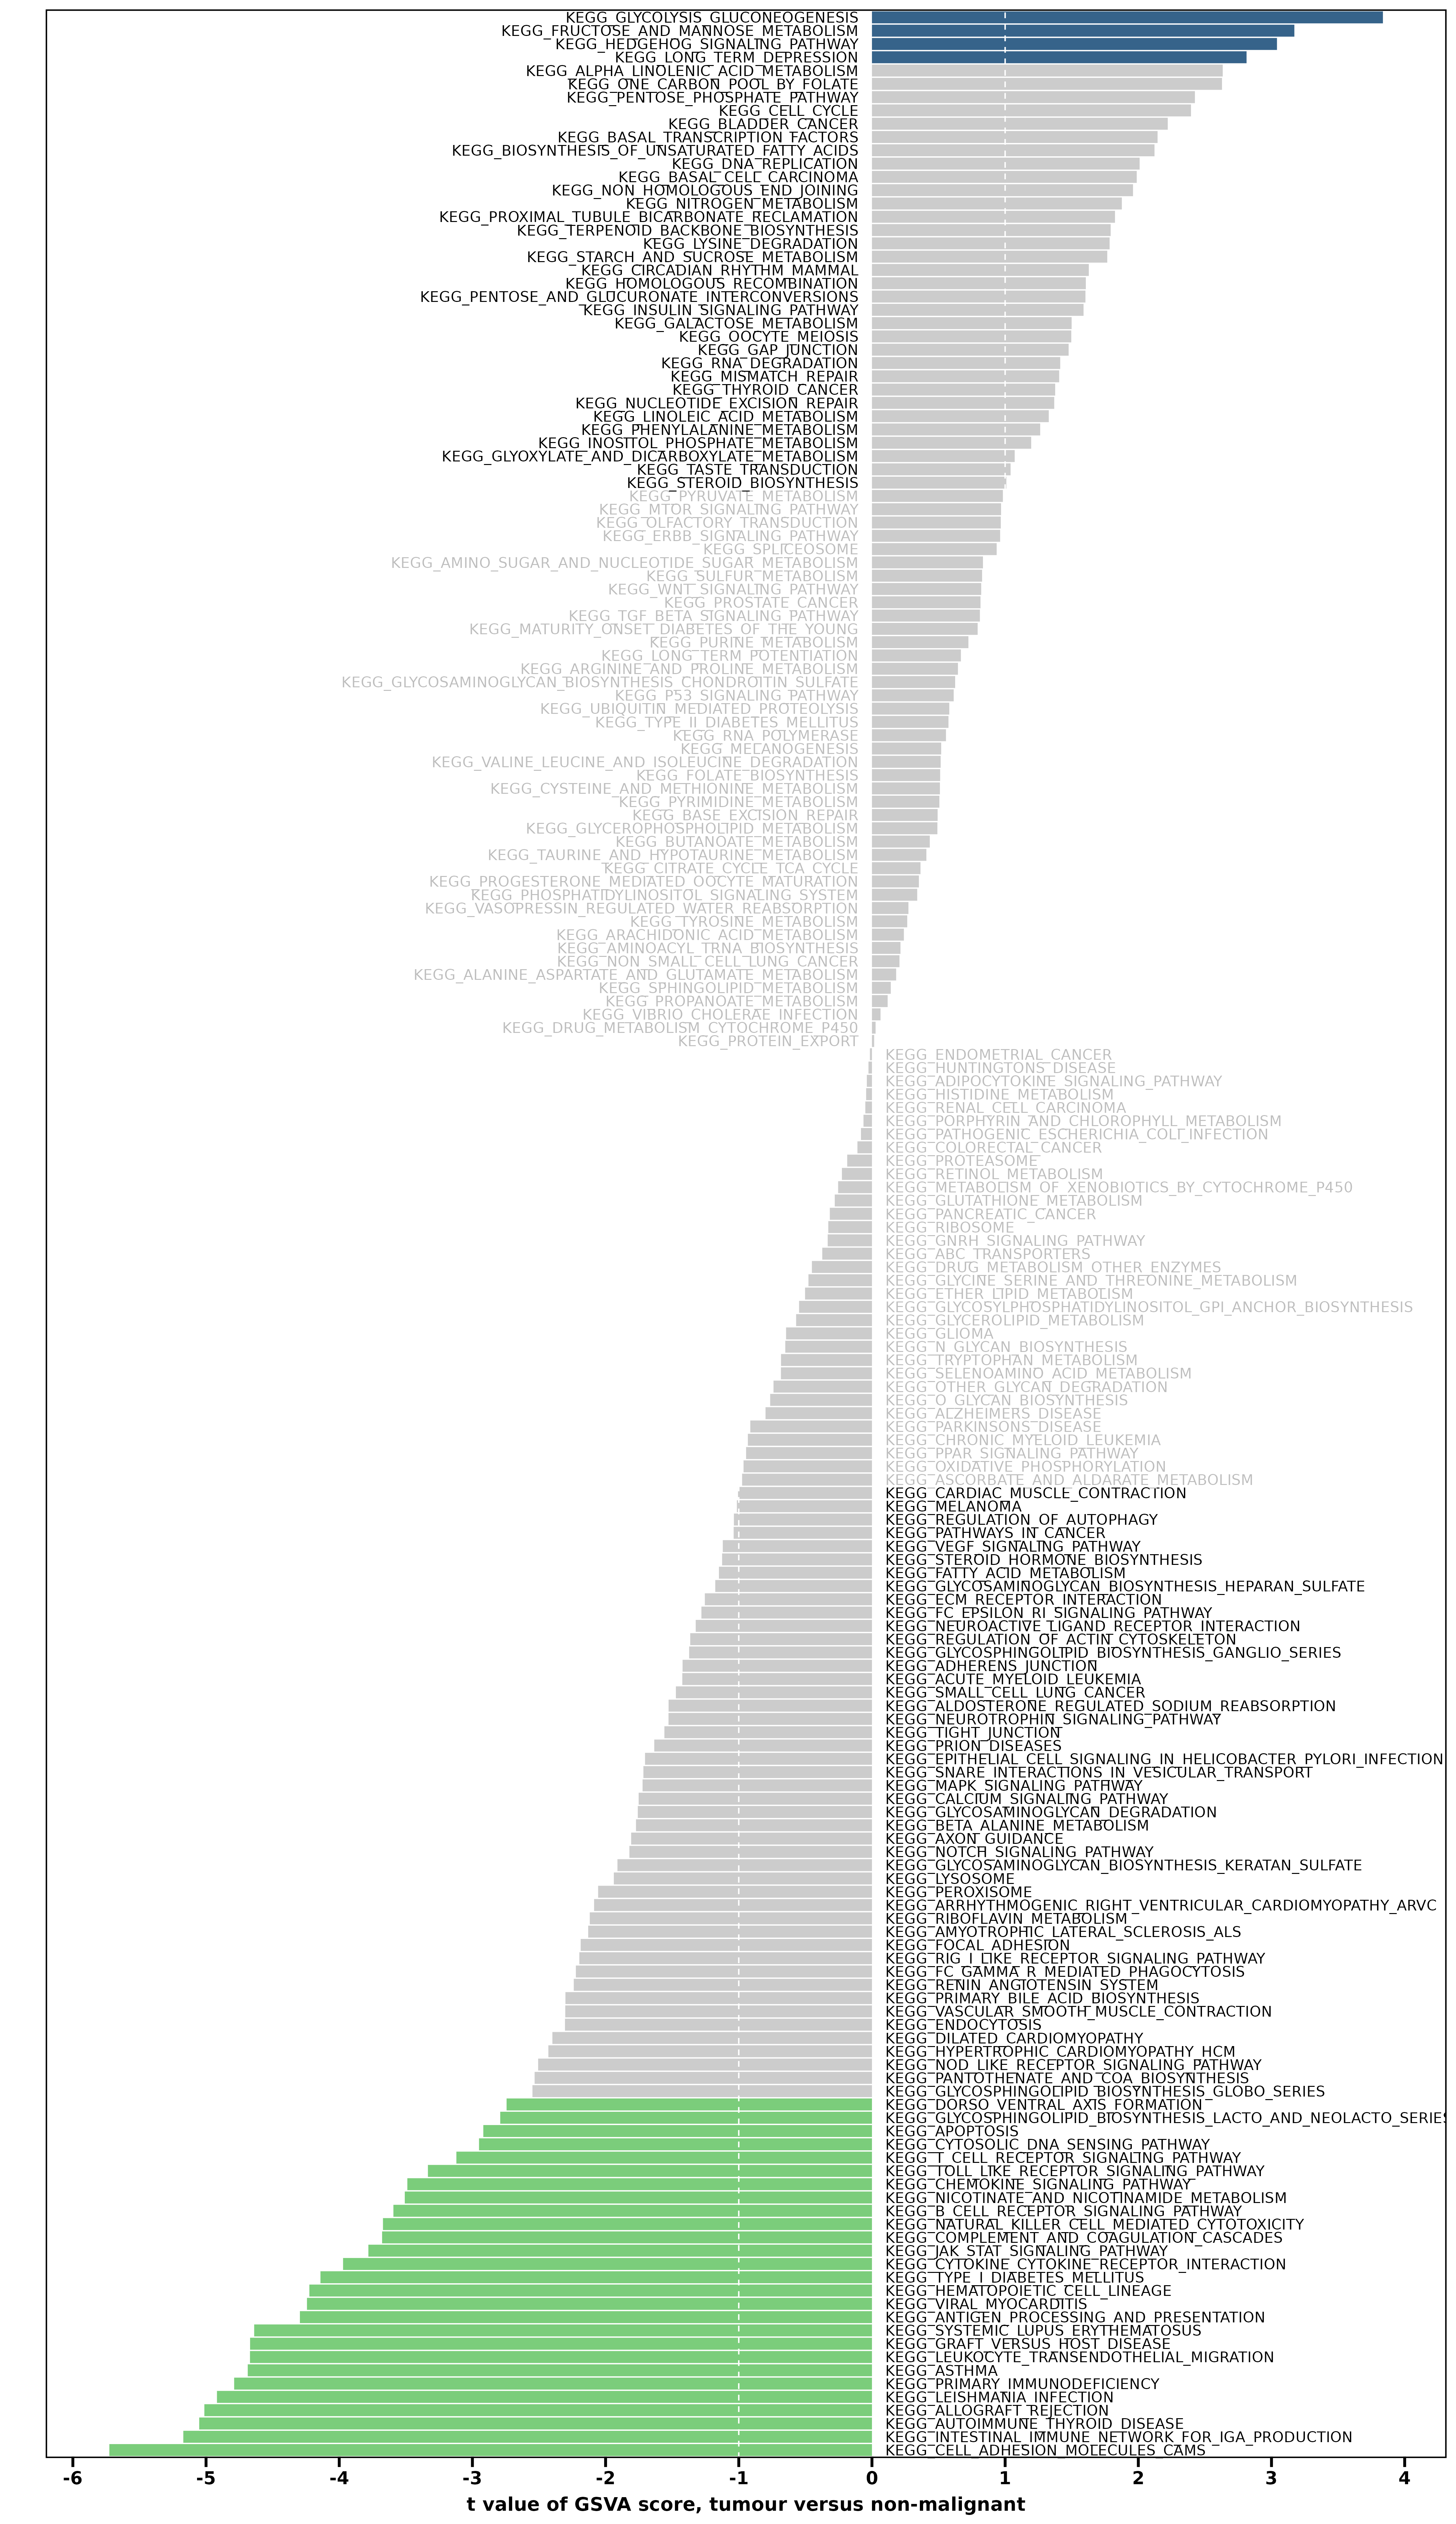 KEGG_GLYCOLYSIS_GLUCONEOGENESIS
KEGG_FRUCTOSE_AND_MANNOSE_METABOLISM
KEGG_HEDGEHOG_SIGNALING_PATHWAY
KEGG_LONG_TERM_DEPRESSION
KEGG_ALPHA_LINOLENIC_ACID_METABOLISM
KEGG_ONE_CARBON_POOL_BY_FOLATE
KEGG_PENTOSE_PHOSPHATE_PATHWAY
KEGG_CELL_CYCLE
KEGG_BLADDER_CANCER
KEGG_BASAL_TRANSCRIPTION_FACTORS
KEGG_BIOSYNTHESIS_OF_UNSATURATED_FATTY_ACIDS
KEGG_DNA_REPLICATION
KEGG_BASAL_CELL_CARCINOMA
KEGG_NON_HOMOLOGOUS_END_JOINING
KEGG_NITROGEN_METABOLISM
KEGG_PROXIMAL_TUBULE_BICARBONATE_RECLAMATION
KEGG_TERPENOID_BACKBONE_BIOSYNTHESIS
KEGG_LYSINE_DEGRADATION
KEGG_STARCH_AND_SUCROSE_METABOLISM
KEGG_CIRCADIAN_RHYTHM_MAMMAL
KEGG_HOMOLOGOUS_RECOMBINATION
KEGG_PENTOSE_AND_GLUCURONATE_INTERCONVERSIONS
KEGG_INSULIN_SIGNALING_PATHWAY
KEGG_GALACTOSE_METABOLISM
KEGG_OOCYTE_MEIOSIS
KEGG_GAP_JUNCTION
KEGG_RNA_DEGRADATION
KEGG_MISMATCH_REPAIR
KEGG_THYROID_CANCER
KEGG_NUCLEOTIDE_EXCISION_REPAIR
KEGG_LINOLEIC_ACID_METABOLISM
KEGG_PHENYLALANINE_METABOLISM
KEGG_INOSITOL_PHOSPHATE_METABOLISM
KEGG_GLYOXYLATE_AND_DICARBOXYLATE_METABOLISM
KEGG_TASTE_TRANSDUCTION
KEGG_STEROID_BIOSYNTHESIS
KEGG_PYRUVATE_METABOLISM
KEGG_MTOR_SIGNALING_PATHWAY
KEGG_OLFACTORY_TRANSDUCTION
KEGG_ERBB_SIGNALING_PATHWAY
KEGG_SPLICEOSOME
KEGG_AMINO_SUGAR_AND_NUCLEOTIDE_SUGAR_METABOLISM
KEGG_SULFUR_METABOLISM
KEGG_WNT_SIGNALING_PATHWAY
KEGG_PROSTATE_CANCER
KEGG_TGF_BETA_SIGNALING_PATHWAY
KEGG_MATURITY_ONSET_DIABETES_OF_THE_YOUNG
KEGG_PURINE_METABOLISM
KEGG_LONG_TERM_POTENTIATION
KEGG_ARGININE_AND_PROLINE_METABOLISM
KEGG_GLYCOSAMINOGLYCAN_BIOSYNTHESIS_CHONDROITIN_SULFATE
KEGG_P53_SIGNALING_PATHWAY
KEGG_UBIQUITIN_MEDIATED_PROTEOLYSIS
KEGG_TYPE_II_DIABETES_MELLITUS
KEGG_RNA_POLYMERASE
KEGG_MELANOGENESIS
KEGG_VALINE_LEUCINE_AND_ISOLEUCINE_DEGRADATION
KEGG_FOLATE_BIOSYNTHESIS
KEGG_CYSTEINE_AND_METHIONINE_METABOLISM
KEGG_PYRIMIDINE_METABOLISM
KEGG_BASE_EXCISION_REPAIR
KEGG_GLYCEROPHOSPHOLIPID_METABOLISM
KEGG_BUTANOATE_METABOLISM
KEGG_TAURINE_AND_HYPOTAURINE_METABOLISM
KEGG_CITRATE_CYCLE_TCA_CYCLE
KEGG_PROGESTERONE_MEDIATED_OOCYTE_MATURATION
KEGG_PHOSPHATIDYLINOSITOL_SIGNALING_SYSTEM
KEGG_VASOPRESSIN_REGULATED_WATER_REABSORPTION
KEGG_TYROSINE_METABOLISM
KEGG_ARACHIDONIC_ACID_METABOLISM
KEGG_AMINOACYL_TRNA_BIOSYNTHESIS
KEGG_NON_SMALL_CELL_LUNG_CANCER
KEGG_ALANINE_ASPARTATE_AND_GLUTAMATE_METABOLISM
KEGG_SPHINGOLIPID_METABOLISM
KEGG_PROPANOATE_METABOLISM
KEGG_VIBRIO_CHOLERAE_INFECTION
KEGG_DRUG_METABOLISM_CYTOCHROME_P450
KEGG_PROTEIN_EXPORT
KEGG_ENDOMETRIAL_CANCER
KEGG_HUNTINGTONS_DISEASE
KEGG_ADIPOCYTOKINE_SIGNALING_PATHWAY
KEGG_HISTIDINE_METABOLISM
KEGG_RENAL_CELL_CARCINOMA
KEGG_PORPHYRIN_AND_CHLOROPHYLL_METABOLISM
KEGG_PATHOGENIC_ESCHERICHIA_COLI_INFECTION
KEGG_COLORECTAL_CANCER
KEGG_PROTEASOME
KEGG_RETINOL_METABOLISM
KEGG_METABOLISM_OF_XENOBIOTICS_BY_CYTOCHROME_P450
KEGG_GLUTATHIONE_METABOLISM
KEGG_PANCREATIC_CANCER
KEGG_RIBOSOME
KEGG_GNRH_SIGNALING_PATHWAY
KEGG_ABC_TRANSPORTERS
KEGG_DRUG_METABOLISM_OTHER_ENZYMES
KEGG_GLYCINE_SERINE_AND_THREONINE_METABOLISM
KEGG_ETHER_LIPID_METABOLISM
KEGG_GLYCOSYLPHOSPHATIDYLINOSITOL_GPI_ANCHOR_BIOSYNTHESIS
KEGG_GLYCEROLIPID_METABOLISM
KEGG_GLIOMA
KEGG_N_GLYCAN_BIOSYNTHESIS
KEGG_TRYPTOPHAN_METABOLISM
KEGG_SELENOAMINO_ACID_METABOLISM
KEGG_OTHER_GLYCAN_DEGRADATION
KEGG_O_GLYCAN_BIOSYNTHESIS
KEGG_ALZHEIMERS_DISEASE
KEGG_PARKINSONS_DISEASE
KEGG_CHRONIC_MYELOID_LEUKEMIA
KEGG_PPAR_SIGNALING_PATHWAY
KEGG_OXIDATIVE_PHOSPHORYLATION
KEGG_ASCORBATE_AND_ALDARATE_METABOLISM
KEGG_CARDIAC_MUSCLE_CONTRACTION
KEGG_MELANOMA
KEGG_REGULATION_OF_AUTOPHAGY
KEGG_PATHWAYS_IN_CANCER
KEGG_VEGF_SIGNALING_PATHWAY
KEGG_STEROID_HORMONE_BIOSYNTHESIS
KEGG_FATTY_ACID_METABOLISM
KEGG_GLYCOSAMINOGLYCAN_BIOSYNTHESIS_HEPARAN_SULFATE
KEGG_ECM_RECEPTOR_INTERACTION
KEGG_FC_EPSILON_RI_SIGNALING_PATHWAY
KEGG_NEUROACTIVE_LIGAND_RECEPTOR_INTERACTION
KEGG_REGULATION_OF_ACTIN_CYTOSKELETON
KEGG_GLYCOSPHINGOLIPID_BIOSYNTHESIS_GANGLIO_SERIES
KEGG_ADHERENS_JUNCTION
KEGG_ACUTE_MYELOID_LEUKEMIA
KEGG_SMALL_CELL_LUNG_CANCER
KEGG_ALDOSTERONE_REGULATED_SODIUM_REABSORPTION
KEGG_NEUROTROPHIN_SIGNALING_PATHWAY
KEGG_TIGHT_JUNCTION
KEGG_PRION_DISEASES
KEGG_EPITHELIAL_CELL_SIGNALING_IN_HELICOBACTER_PYLORI_INFECTION
KEGG_SNARE_INTERACTIONS_IN_VESICULAR_TRANSPORT
KEGG_MAPK_SIGNALING_PATHWAY
KEGG_CALCIUM_SIGNALING_PATHWAY
KEGG_GLYCOSAMINOGLYCAN_DEGRADATION
KEGG_BETA_ALANINE_METABOLISM
KEGG_AXON_GUIDANCE
KEGG_NOTCH_SIGNALING_PATHWAY
KEGG_GLYCOSAMINOGLYCAN_BIOSYNTHESIS_KERATAN_SULFATE
KEGG_LYSOSOME
KEGG_PEROXISOME
KEGG_ARRHYTHMOGENIC_RIGHT_VENTRICULAR_CARDIOMYOPATHY_ARVC
KEGG_RIBOFLAVIN_METABOLISM
KEGG_AMYOTROPHIC_LATERAL_SCLEROSIS_ALS
KEGG_FOCAL_ADHESION
KEGG_RIG_I_LIKE_RECEPTOR_SIGNALING_PATHWAY
KEGG_FC_GAMMA_R_MEDIATED_PHAGOCYTOSIS
KEGG_RENIN_ANGIOTENSIN_SYSTEM
KEGG_PRIMARY_BILE_ACID_BIOSYNTHESIS
KEGG_VASCULAR_SMOOTH_MUSCLE_CONTRACTION
KEGG_ENDOCYTOSIS
KEGG_DILATED_CARDIOMYOPATHY
KEGG_HYPERTROPHIC_CARDIOMYOPATHY_HCM
KEGG_NOD_LIKE_RECEPTOR_SIGNALING_PATHWAY
KEGG_PANTOTHENATE_AND_COA_BIOSYNTHESIS
KEGG_GLYCOSPHINGOLIPID_BIOSYNTHESIS_GLOBO_SERIES
KEGG_DORSO_VENTRAL_AXIS_FORMATION
KEGG_GLYCOSPHINGOLIPID_BIOSYNTHESIS_LACTO_AND_NEOLACTO_SERIES
KEGG_APOPTOSIS
KEGG_CYTOSOLIC_DNA_SENSING_PATHWAY
KEGG_T_CELL_RECEPTOR_SIGNALING_PATHWAY
KEGG_TOLL_LIKE_RECEPTOR_SIGNALING_PATHWAY
KEGG_CHEMOKINE_SIGNALING_PATHWAY
KEGG_NICOTINATE_AND_NICOTINAMIDE_METABOLISM
KEGG_B_CELL_RECEPTOR_SIGNALING_PATHWAY
KEGG_NATURAL_KILLER_CELL_MEDIATED_CYTOTOXICITY
KEGG_COMPLEMENT_AND_COAGULATION_CASCADES
KEGG_JAK_STAT_SIGNALING_PATHWAY
KEGG_CYTOKINE_CYTOKINE_RECEPTOR_INTERACTION
KEGG_TYPE_I_DIABETES_MELLITUS
KEGG_HEMATOPOIETIC_CELL_LINEAGE
KEGG_VIRAL_MYOCARDITIS
KEGG_ANTIGEN_PROCESSING_AND_PRESENTATION
KEGG_SYSTEMIC_LUPUS_ERYTHEMATOSUS
KEGG_GRAFT_VERSUS_HOST_DISEASE
KEGG_LEUKOCYTE_TRANSENDOTHELIAL_MIGRATION
KEGG_ASTHMA
KEGG_PRIMARY_IMMUNODEFICIENCY
KEGG_LEISHMANIA_INFECTION
KEGG_ALLOGRAFT_REJECTION
KEGG_AUTOIMMUNE_THYROID_DISEASE
KEGG_INTESTINAL_IMMUNE_NETWORK_FOR_IGA_PRODUCTION
KEGG_CELL_ADHESION_MOLECULES_CAMS
-6 -5 -4 -3 -2 -1 0 1 2 3 4
t value of GSVA score, tumour versus non-malignant